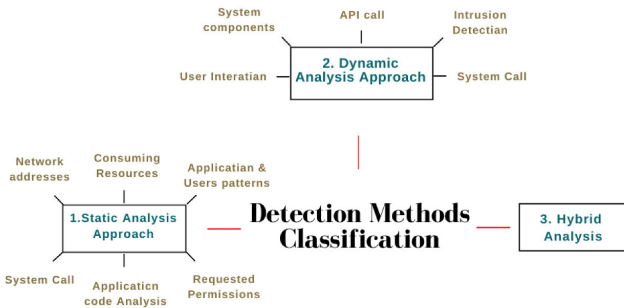 System
components
API call
Intrusion
Detectian
User Interatian
2. Dynamic
Analysis Approach
System Call
Network
addresses
Consuming
Resources
Applicatian &
Users patterns
1.Static Analysis
Approach
Detection Methods
Classification
3. Hybrid
Analysis
System Call
Application
code Analysis
Requested
Permissions